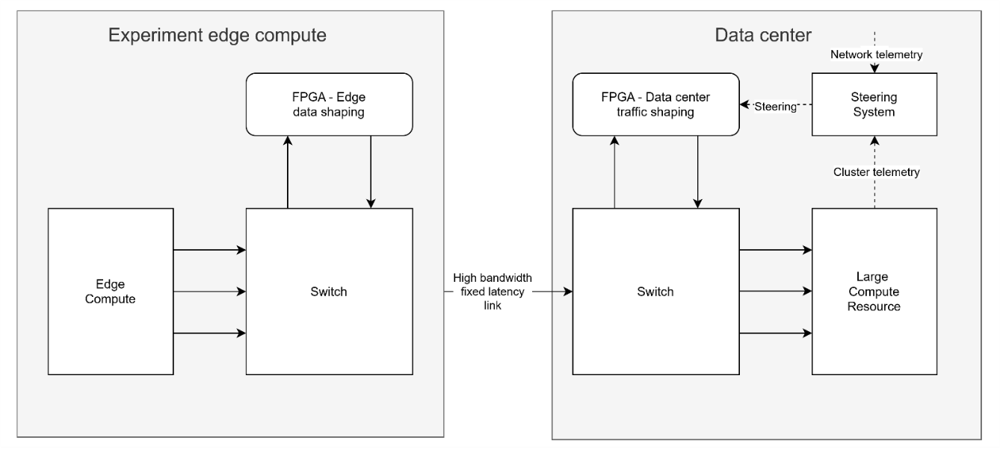 Experiment edge compute
FPGA - Edge
data shaping
Edge
Compute
Switch
High bandwidth
fixed latency
link
Data center
Network telemetry
FPGA - Data center
traffic shaping
Steering
Steering
System
Cluster telemetry
Switch
Large
Compute
Resource